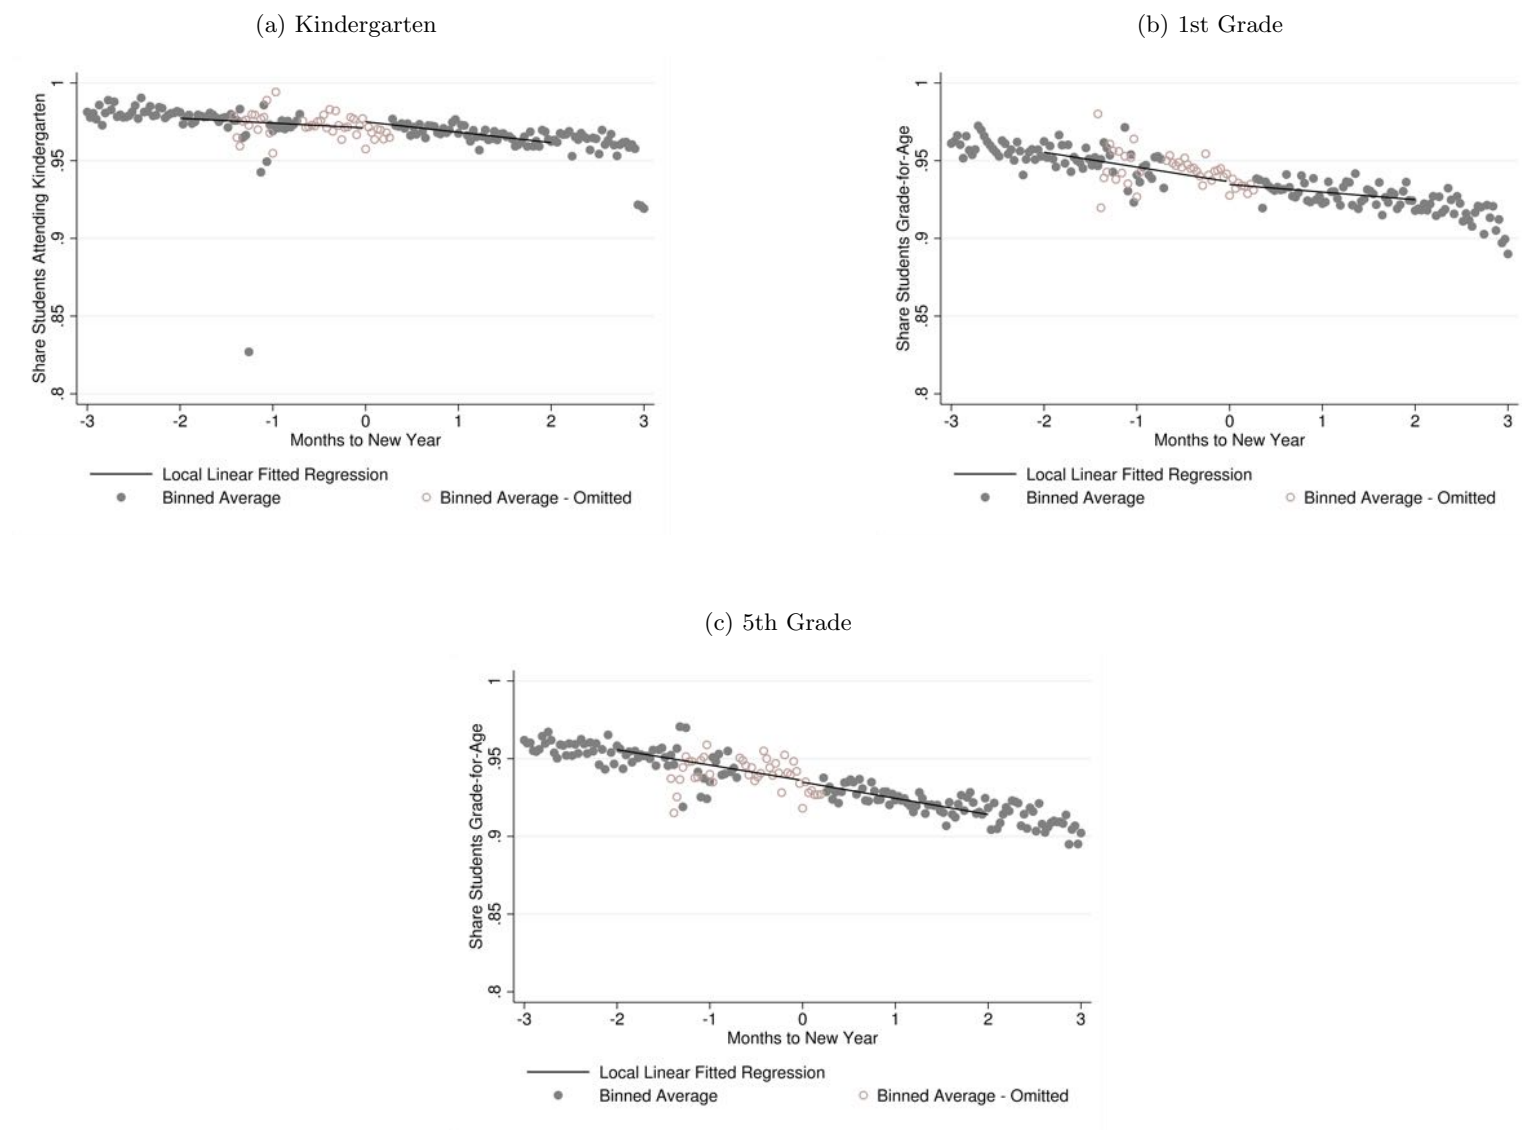 (a) Kindergarten
Share Students Attending Kindergarten
1
.95
.9
.85
.8
-3 -2 -1 0 1 2 3
Months to New Year
Local Linear Fitted Regression
Binned Average Binned Average - Omitted
(b) 1st Grade
Share Students Grade-for-Age
1
.95
.9
.85
.8
-3 -2 -1 0 1 2 3
Months to New Year
Local Linear Fitted Regression
Binned Average Binned Average - Omitted
(c) 5th Grade
Share Students Grade-for-Age
1
.95
.9
.85
.8
-3 -2 -1 0 1 2 3
Months to New Year
Local Linear Fitted Regression
Binned Average Binned Average - Omitted